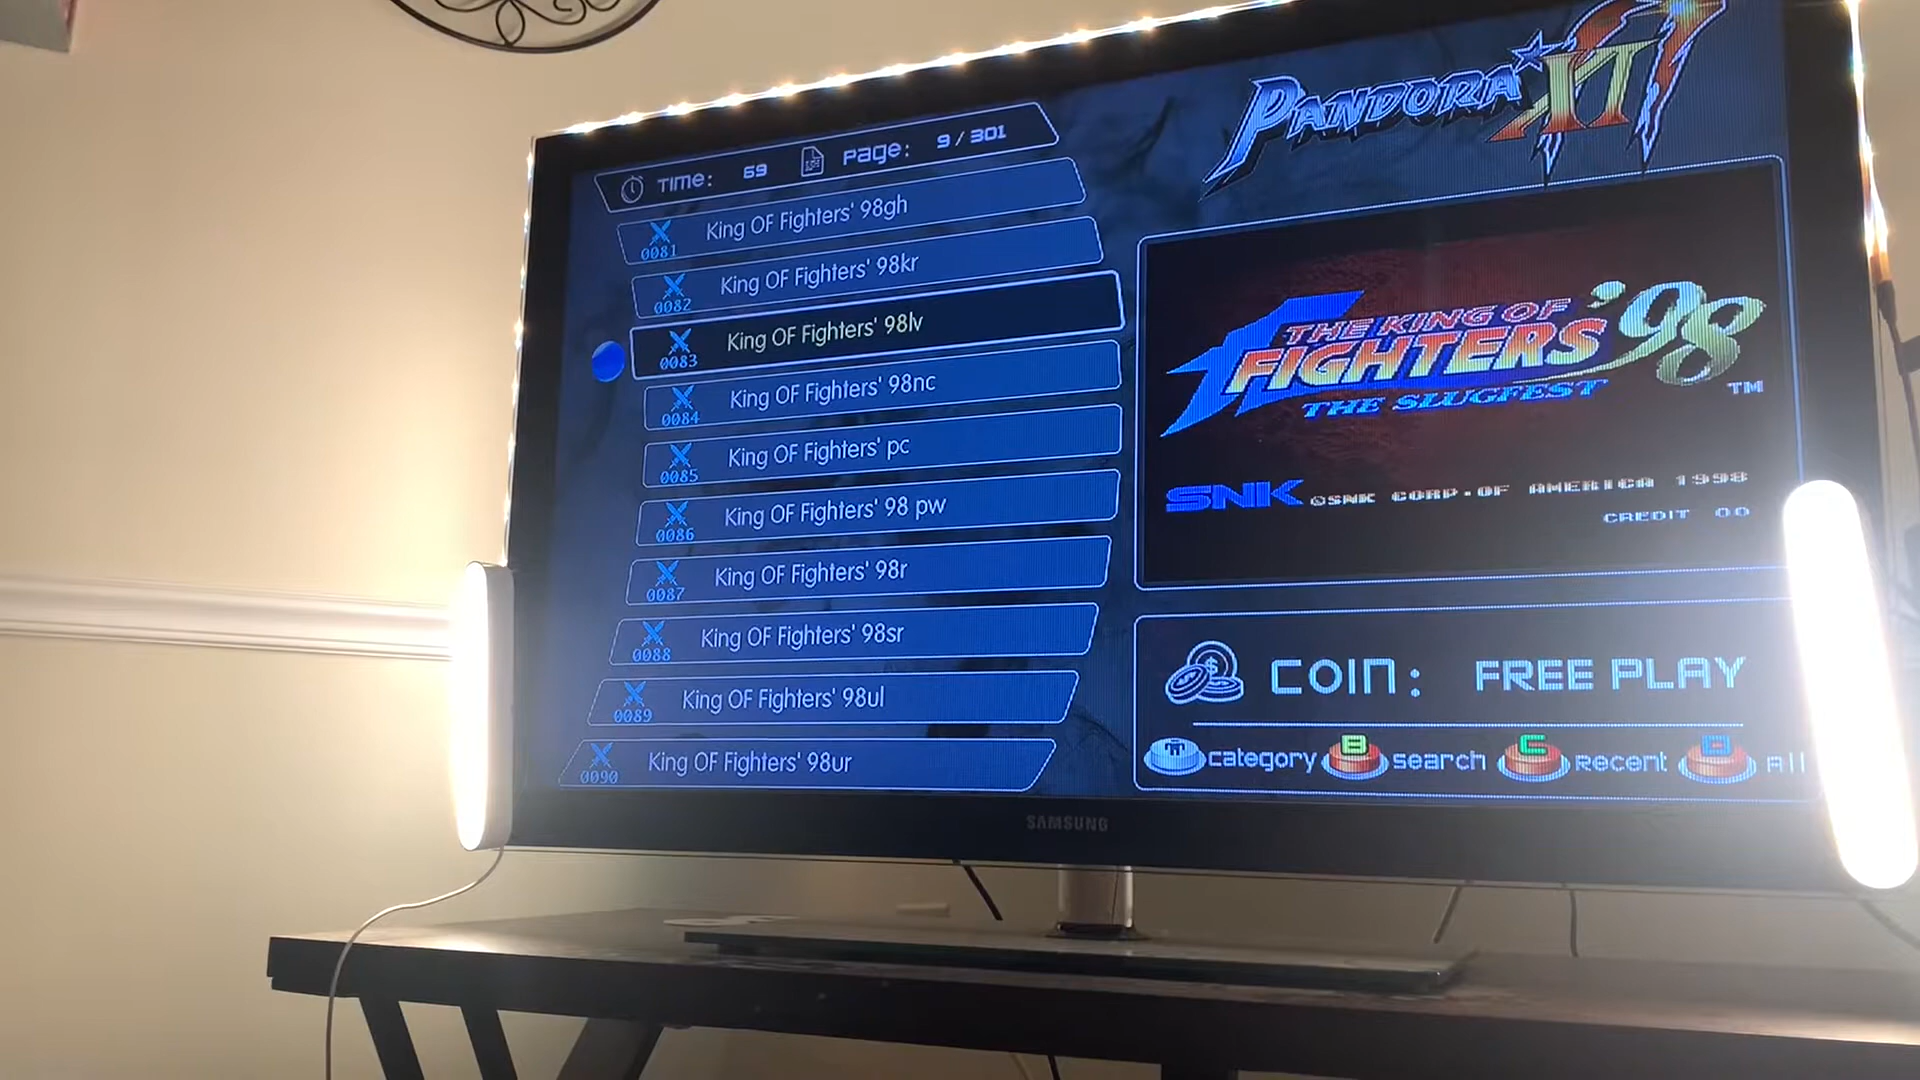 TIME: 69 PAGE: 9 / 301
0081 King OF Fighters' 98gh
0082 King OF Fighters' 98kr
0083 King OF Fighters' 98lv
0084 King OF Fighters' 98nc
0085 King OF Fighters' pc
0086 King OF Fighters' 98 pw
0087 King OF Fighters' 98r
0088 King OF Fighters' 98sr
0089 King OF Fighters' 98ul
0090 King OF Fighters' 98ur
PANDORA XI
THE KING OF
FIGHTERS '98
THE SLUGFEST TM
SNK ©SNK CORP. OF AMERICA 1998
CREDIT 00
COIN: FREE PLAY
category B search C Recent D All
SAMSUNG